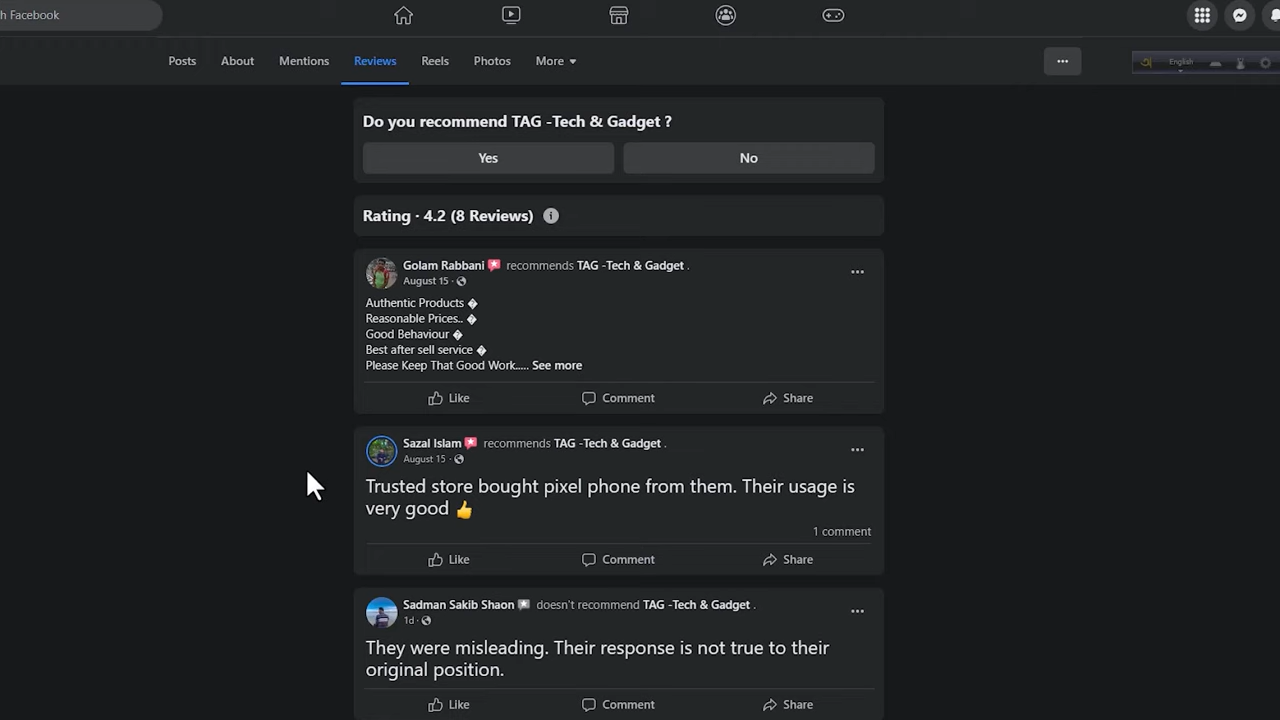 h Facebook
English
Posts
About
Mentions
Reviews
Reels
Photos
More
Do you recommend TAG -Tech & Gadget ?
Yes
No
Rating · 4.2 (8 Reviews)
Golam Rabbani recommends TAG -Tech & Gadget .
August 15 ·
Authentic Products �
Reasonable Prices.. �
Good Behaviour �
Best after sell service �
Please Keep That Good Work..... See more
Like
Comment
Share
Sazal Islam recommends TAG -Tech & Gadget .
August 15 ·
Trusted store bought pixel phone from them. Their usage is
very good 👍
1 comment
Like
Comment
Share
Sadman Sakib Shaon doesn't recommend TAG -Tech & Gadget .
1d ·
They were misleading. Their response is not true to their
original position.
Like
Comment
Share